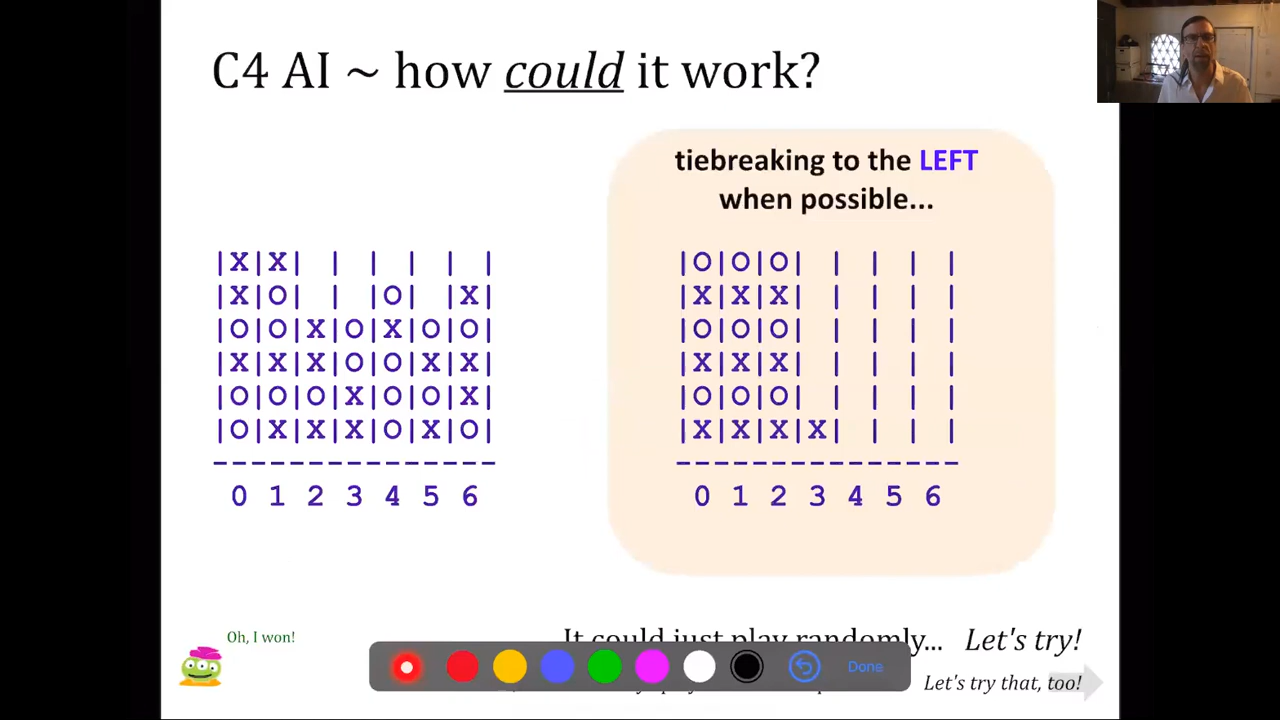 C4 AI ~ how could it work?
tiebreaking to the LEFT
when possible...
|X|X| | | | | |
|X|O| | |O| |X|
|O|O|X|O|X|O|O|
|X|X|X|O|O|X|X|
|O|O|O|X|O|O|X|
|O|X|X|X|O|X|O|
---------------
0 1 2 3 4 5 6
|O|O|O| | | | |
|X|X|X| | | | |
|O|O|O| | | | |
|X|X|X| | | | |
|O|O|O| | | | |
|X|X|X|X| | | |
---------------
0 1 2 3 4 5 6
Oh, I won!
It could just play randomly... Let's try!
Done
Let's try that, too!